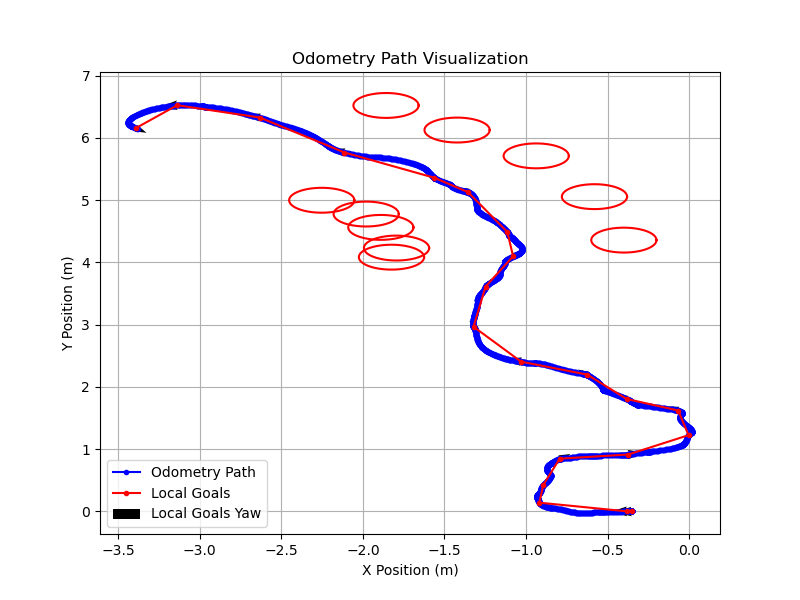 Odometry Path Visualization
7
6
5
4
3
2
1
0
Y Position (m)
Odometry Path
Local Goals
Local Goals Yaw
−3.5 −3.0 −2.5 −2.0 −1.5 −1.0 −0.5 0.0
X Position (m)